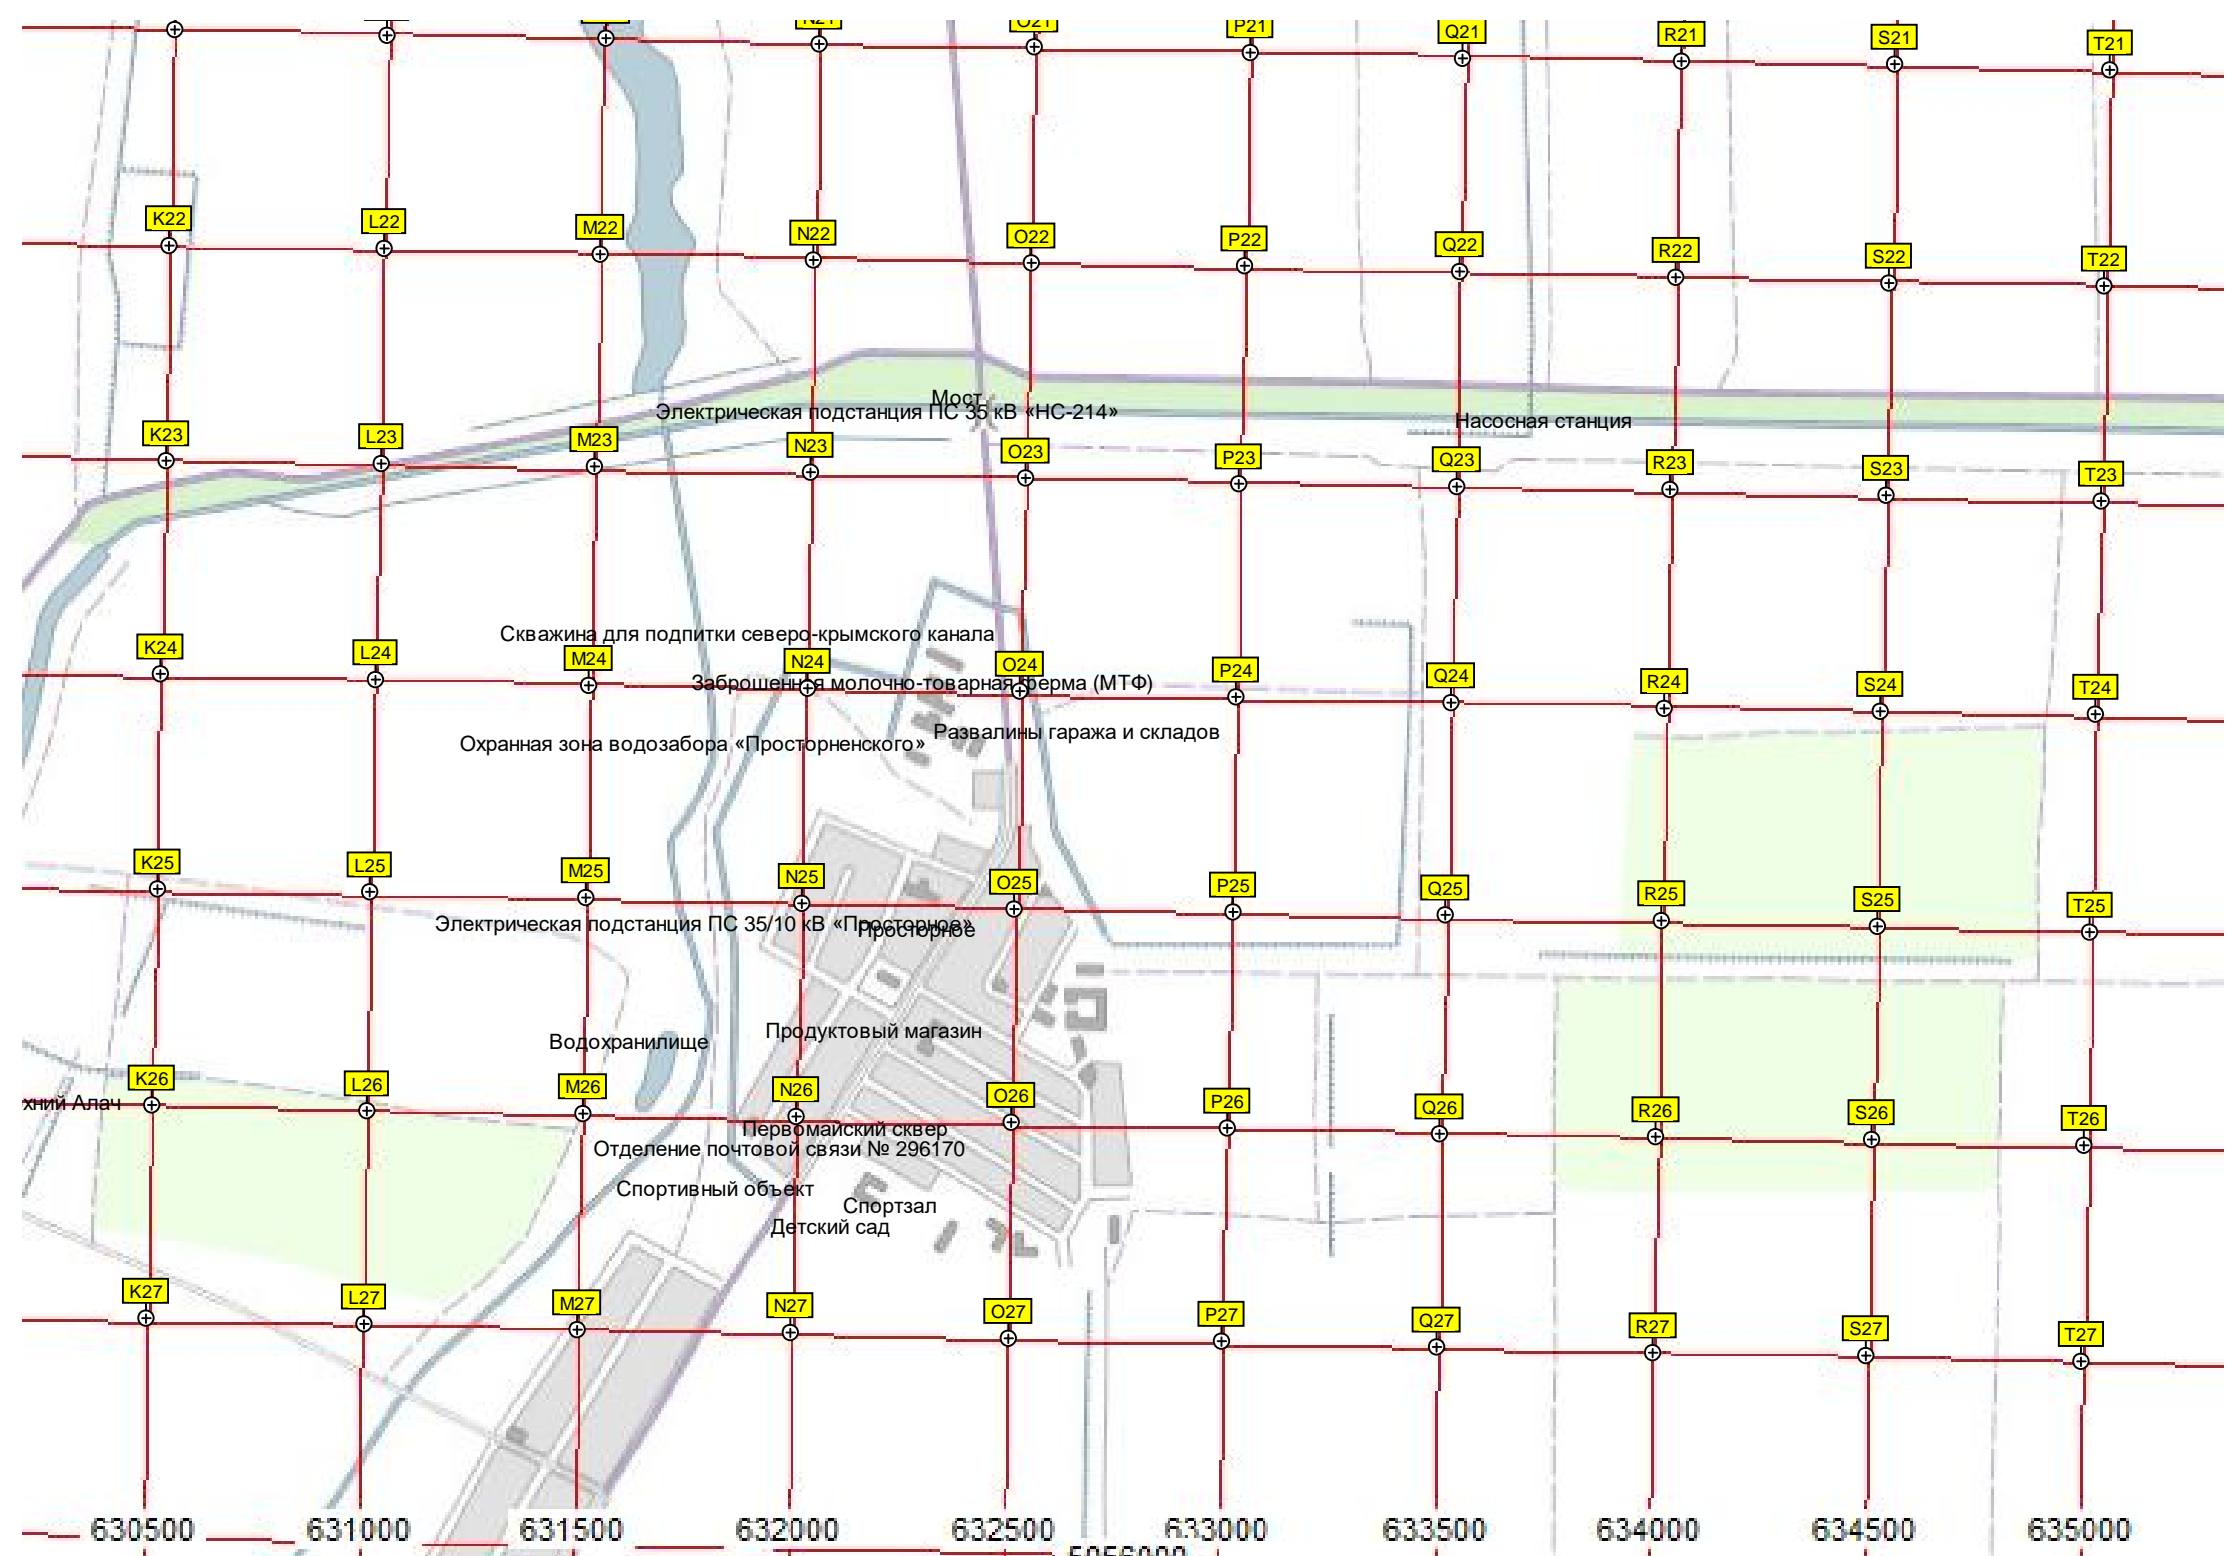 N21
O21
P21
Q21
R21
S21
T21
K22
L22
M22
N22
O22
P22
Q22
R22
S22
T22
Мост
Электрическая подстанция ПС 35 кВ «НС-214»
Насосная станция
K23
L23
M23
N23
O23
P23
Q23
R23
S23
T23
Скважина для подпитки северо-крымского канала
K24
L24
M24
N24
O24
P24
Q24
R24
S24
T24
Заброшенная молочно-товарная ферма (МТФ)
Развалины гаража и складов
Охранная зона водозабора «Просторненского»
K25
L25
M25
N25
O25
P25
Q25
R25
S25
T25
Электрическая подстанция ПС 35/10 кВ «Просторное»
Просторное
Продуктовый магазин
Водохранилище
K26
L26
M26
N26
O26
P26
Q26
R26
S26
T26
хний Алач
Первомайский сквер
Отделение почтовой связи № 296170
Спортивный объект
Спортзал
Детский сад
K27
L27
M27
N27
O27
P27
Q27
R27
S27
T27
630500 631000 631500 632000 632500 633000 633500 634000 634500 635000
5056000